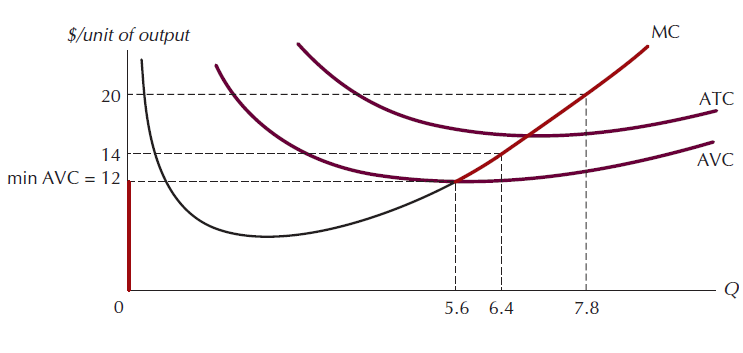 $/unit of output
MC
20
ATC
14
AVC
min AVC = 12
Q
0
5.6 6.4 7.8